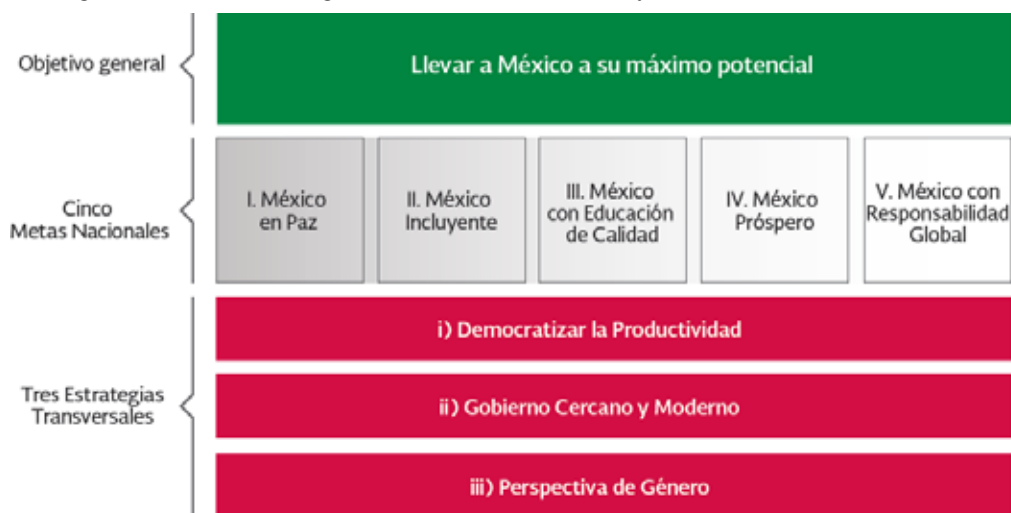 Objetivo general
Llevar a México a su máximo potencial
Cinco
Metas Nacionales
I. México
en Paz
II. México
Incluyente
III. México
con Educación
de Calidad
IV. México
Próspero
V. México con
Responsabilidad
Global
Tres Estrategias
Transversales
i) Democratizar la Productividad
ii) Gobierno Cercano y Moderno
iii) Perspectiva de Género